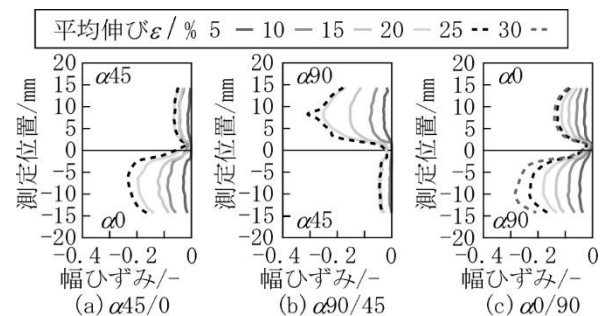 平均伸びε/% 5 10 15 20 25 30
20 20 20
α45 α90 α0
15 15 15
10 10 10
5 5 5
0 0 0
測定位置/mm 測定位置/mm 測定位置/mm
-5 -5 -5
-10 -10 -10
-15 -15 -15
α0 α45 α90
-20 -20 -20
-0.4 -0.2 0 -0.4 -0.2 0 -0.4 -0.2 0
幅ひずみ/- 幅ひずみ/- 幅ひずみ/-
(a) α45/0 (b) α90/45 (c) α0/90